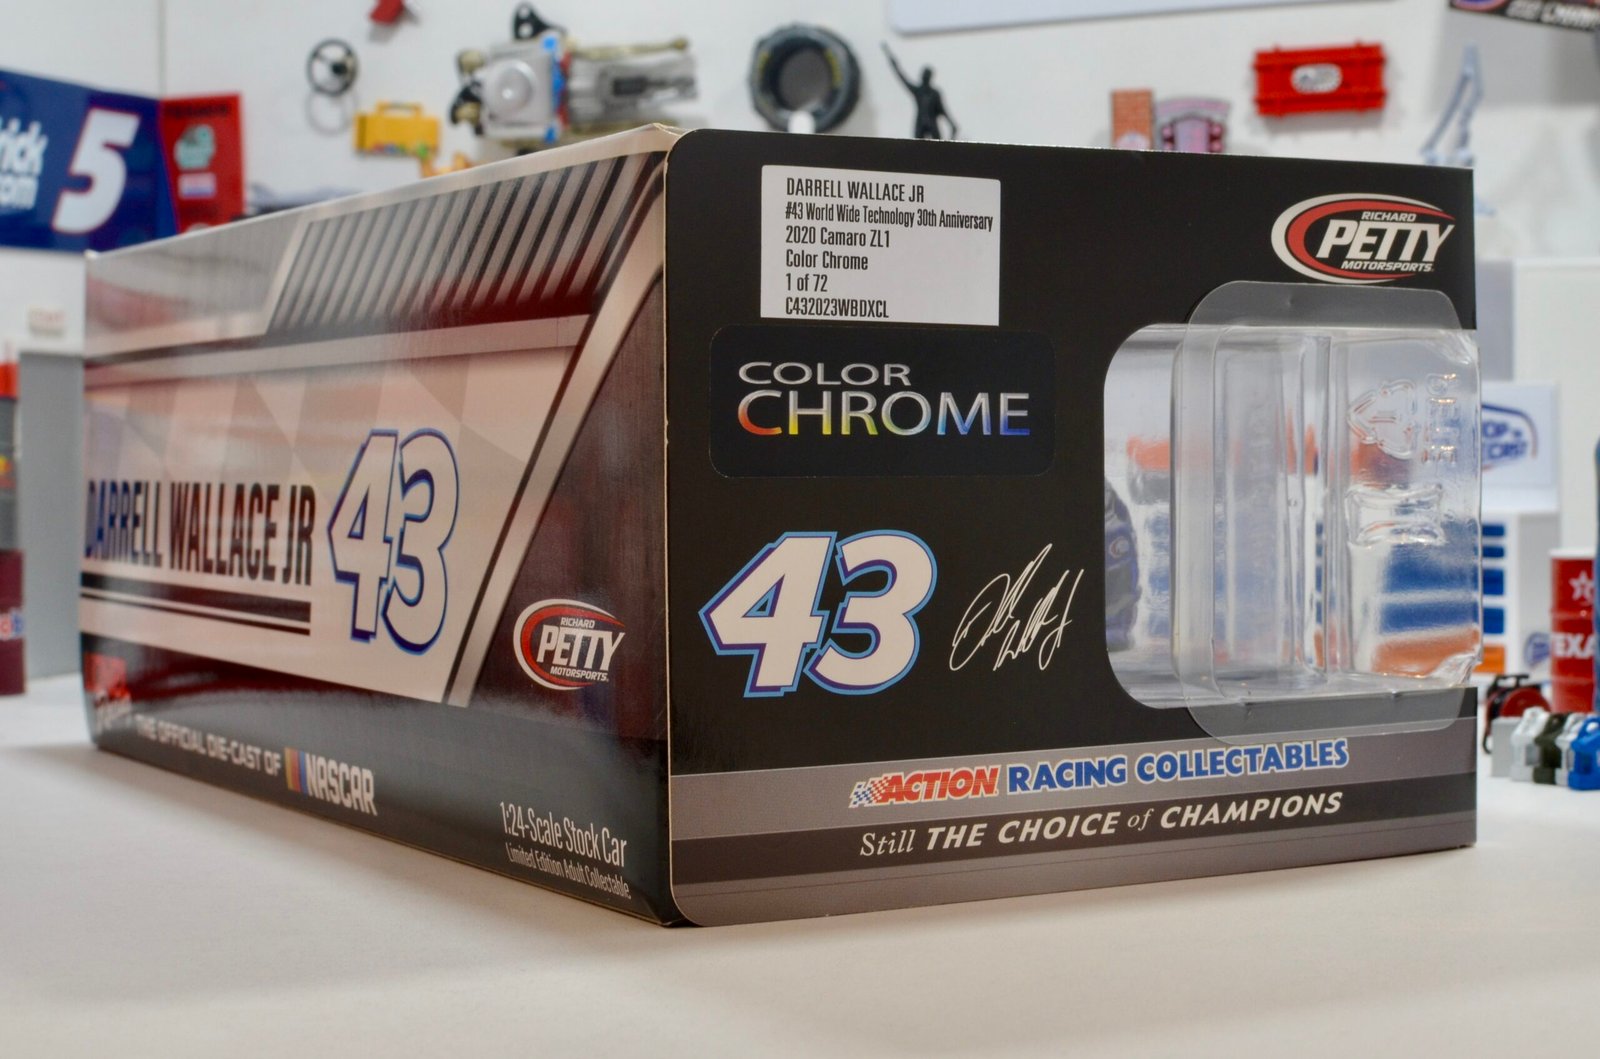 DARRELL WALLACE JR
#43 World Wide Technology 30th Anniversary
2020 Camaro ZL1
Color Chrome
1 of 72
C432023WBDXCL
RICHARD
PETTY
MOTORSPORTS
COLOR
CHROME
43
ACTION RACING COLLECTABLES
Still THE CHOICE of CHAMPIONS
DARRELL WALLACE JR
43
RICHARD
PETTY
MOTORSPORTS
THE OFFICIAL DIE-CAST OF NASCAR
1:24-Scale Stock Car
Limited Edition Adult Collectable
5